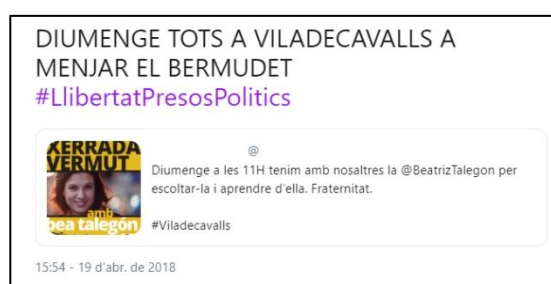 DIUMENGE TOTS A VILADECAVALLS A
MENJAR EL BERMUDET
#LlibertatPresosPolitics
@
XERRADA
VERMUT
amb
bea talegón
Diumenge a les 11H tenim amb nosaltres la @BeatrizTalegon per
escoltar-la i aprendre d'ella. Fraternitat.
#Viladecavalls
15:54 - 19 d'abr. de 2018